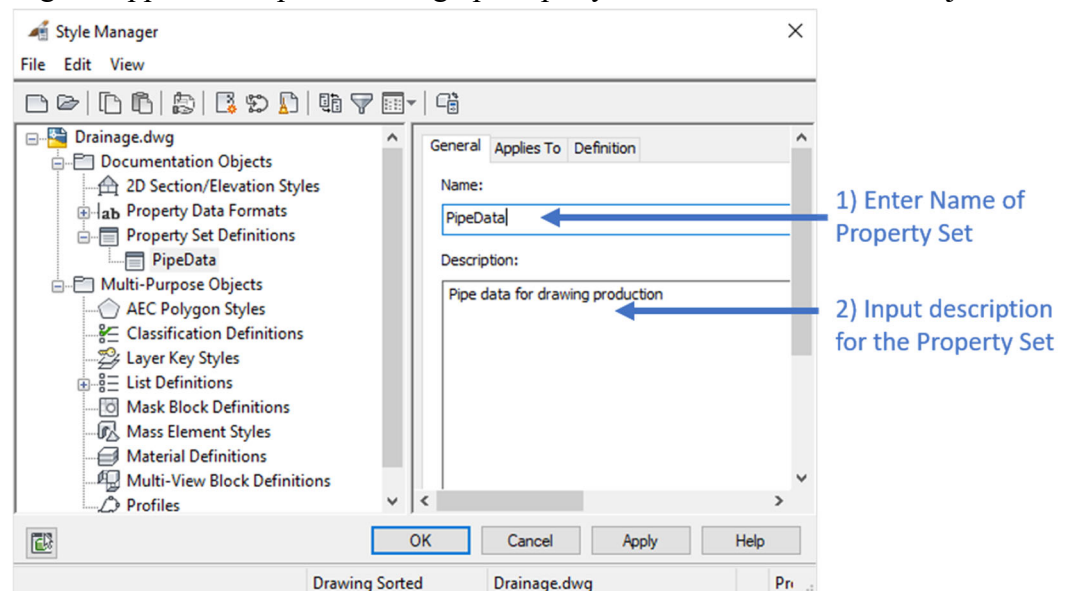 Style Manager
File Edit View
Drainage.dwg
Documentation Objects
2D Section/Elevation Styles
Property Data Formats
Property Set Definitions
PipeData
Multi-Purpose Objects
AEC Polygon Styles
Classification Definitions
Layer Key Styles
List Definitions
Mask Block Definitions
Mass Element Styles
Material Definitions
Multi-View Block Definitions
Profiles
General Applies To Definition
Name:
PipeData
Description:
Pipe data for drawing production
1) Enter Name of
Property Set
2) Input description
for the Property Set
OK Cancel Apply Help
Drawing Sorted Drainage.dwg